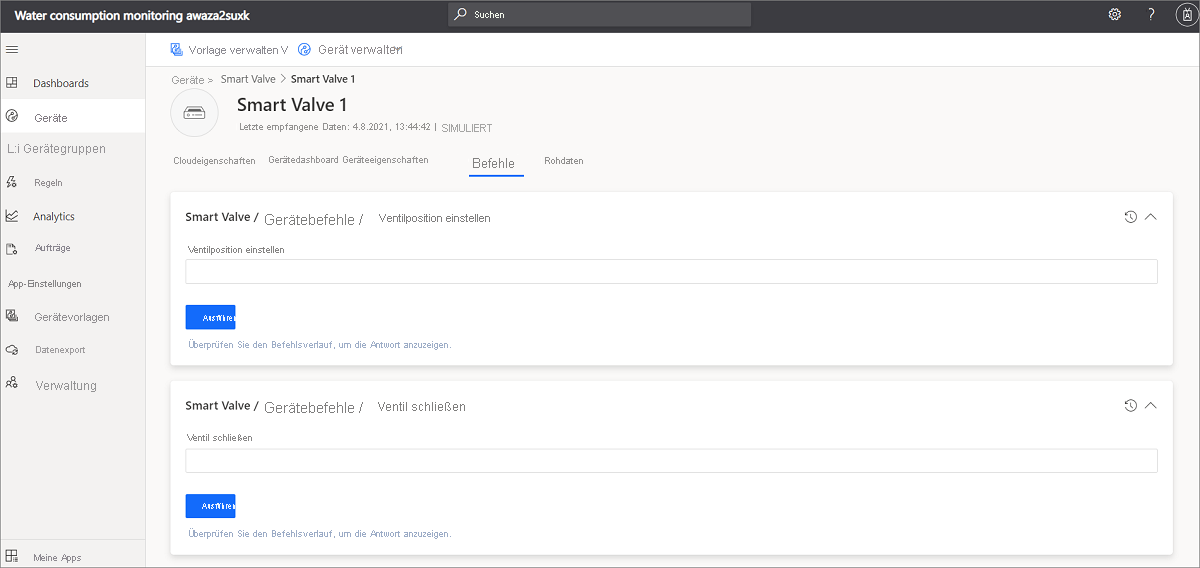 Water consumption monitoring awaza2suxk
Suchen
?
Vorlage verwalten V
Gerät verwalten
Dashboards
Geräte
L:i Gerätegruppen
Regeln
Analytics
Aufträge
App-Einstellungen
Gerätevorlagen
Datenexport
Verwaltung
Meine Apps
Geräte > Smart Valve > Smart Valve 1
Smart Valve 1
Letzte empfangene Daten: 4.8.2021, 13:44:42 | SIMULIERT
Cloudeigenschaften Gerätedashboard Geräteeigenschaften Befehle Rohdaten
Smart Valve / Gerätebefehle / Ventilposition einstellen
Ventilposition einstellen
Ausführen
Überprüfen Sie den Befehlsverlauf, um die Antwort anzuzeigen.
Smart Valve / Gerätebefehle / Ventil schließen
Ventil schließen
Ausführen
Überprüfen Sie den Befehlsverlauf, um die Antwort anzuzeigen.